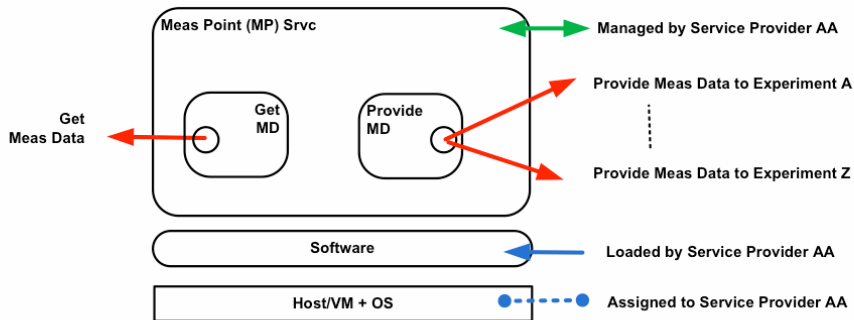 Meas Point (MP) Srvc
Managed by Service Provider AA
Get
Meas Data
Get
MD
Provide
MD
Provide Meas Data to Experiment A
Provide Meas Data to Experiment Z
Software
Loaded by Service Provider AA
Host/VM + OS
Assigned to Service Provider AA